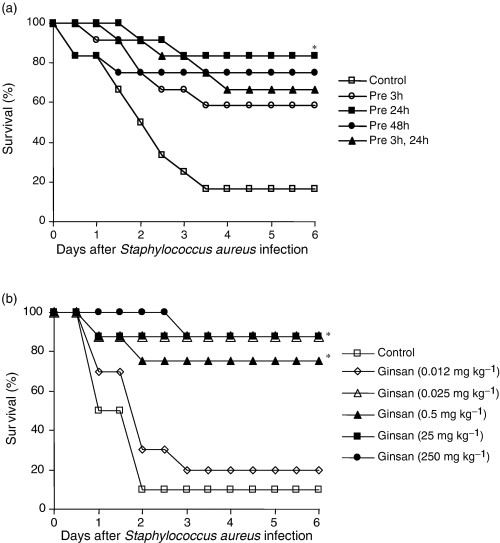 (a)
100
80
60
40
20
0
Survival (%)
*
0 1 2 3 4 5 6
Days after Staphylococcus aureus infection
Control
Pre 3h
Pre 24h
Pre 48h
Pre 3h, 24h
(b)
100
80
60
40
20
0
Survival (%)
*
*
0 1 2 3 4 5 6
Days after Staphylococcus aureus infection
Control
Ginsan (0.012 mg kg⁻¹)
Ginsan (0.025 mg kg⁻¹)
Ginsan (0.5 mg kg⁻¹)
Ginsan (25 mg kg⁻¹)
Ginsan (250 mg kg⁻¹)